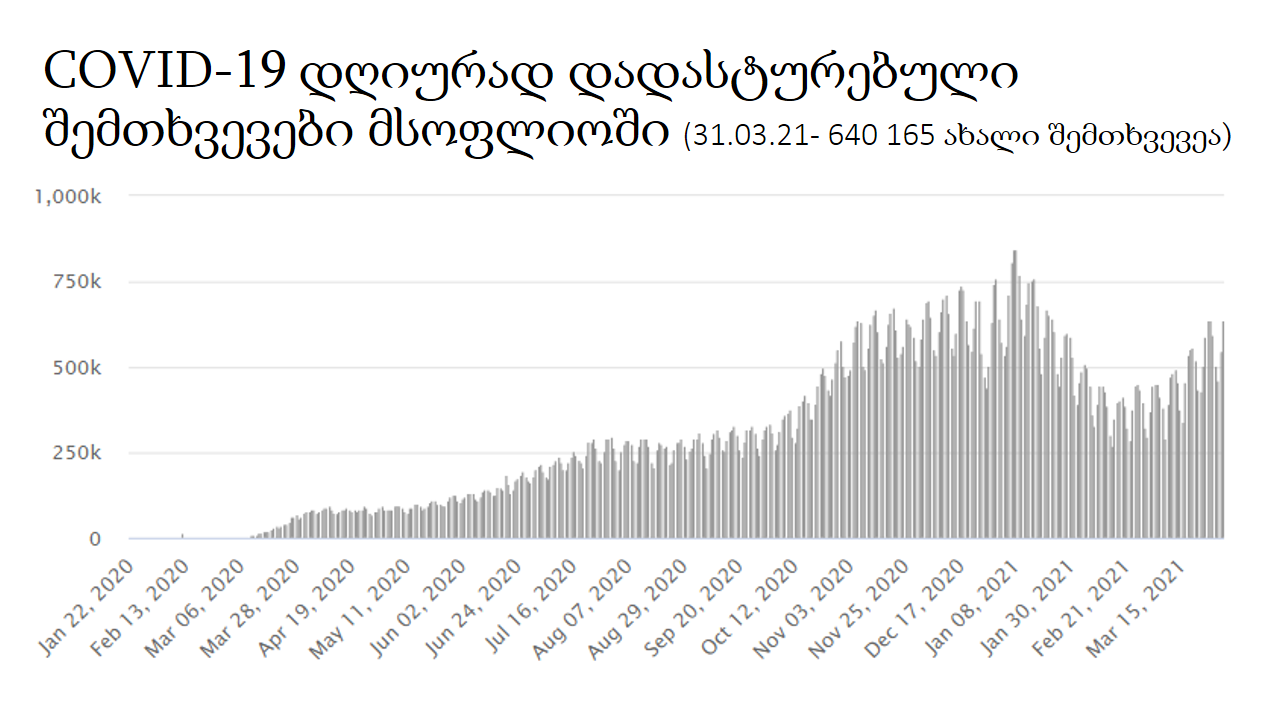 COVID-19 დღიურად დადასტურებული
შემთხვევები მსოფლიოში (31.03.21- 640 165 ახალი შემთხვევეა)
1,000k
750k
500k
250k
0
Jan 22, 2020
Feb 13, 2020
Mar 06, 2020
Mar 28, 2020
Apr 19, 2020
May 11, 2020
Jun 02, 2020
Jun 24, 2020
Jul 16, 2020
Aug 07, 2020
Aug 29, 2020
Sep 20, 2020
Oct 12, 2020
Nov 03, 2020
Nov 25, 2020
Dec 17, 2020
Jan 08, 2021
Jan 30, 2021
Feb 21, 2021
Mar 15, 2021